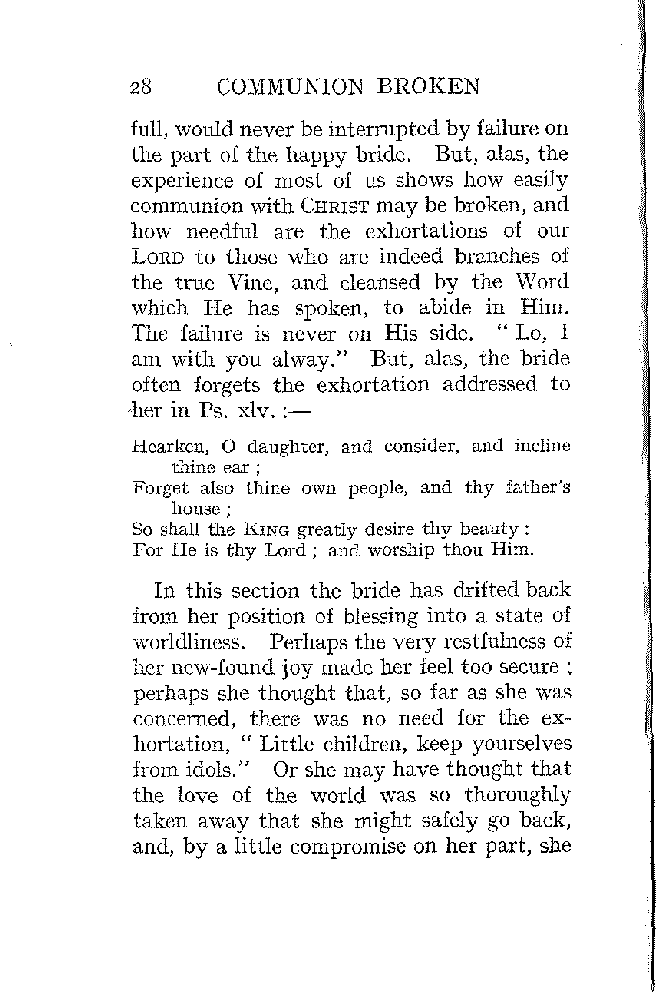 28 COMMUNION BROKEN
full, would never be interrupted by failure on
the part of the happy bride. But, alas, the
experience of most of us shows how easily
communion with CHRIST may be broken, and
how needful are the exhortations of our
LORD to those who are indeed branches of
the true Vine, and cleansed by the Word
which He has spoken, to abide in Him.
The failure is never on His side. “ Lo, I
am with you alway.” But, alas, the bride
often forgets the exhortation addressed to
her in Ps. xlv. :—
Hearken, O daughter, and consider, and incline
thine ear ;
Forget also thine own people, and thy father's
house ;
So shall the KING greatly desire thy beauty :
For He is thy Lord ; and worship thou Him.
In this section the bride has drifted back
from her position of blessing into a state of
worldliness. Perhaps the very restfulness of
her new-found joy made her feel too secure ;
perhaps she thought that, so far as she was
concerned, there was no need for the ex-
hortation, “ Little children, keep yourselves
from idols.” Or she may have thought that
the love of the world was so thoroughly
taken away that she might safely go back,
and, by a little compromise on her part, she